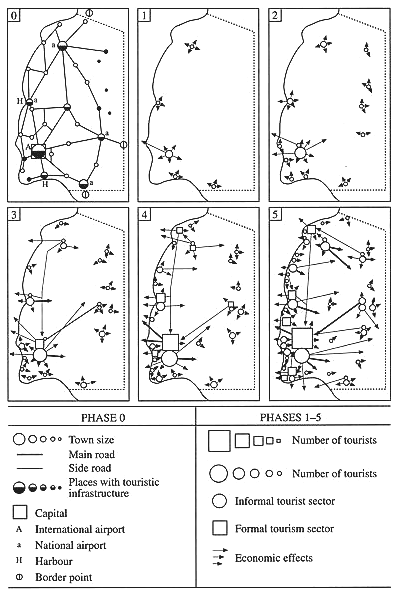 0
1
2
a
a
H
a
A
a
H
a
3
4
5
PHASE 0
Town size
Main road
Side road
Places with touristic
infrastructure
Capital
A International airport
a National airport
H Harbour
Border point
PHASES 1–5
Number of tourists
Number of tourists
Informal tourist sector
Formal tourism sector
Economic effects